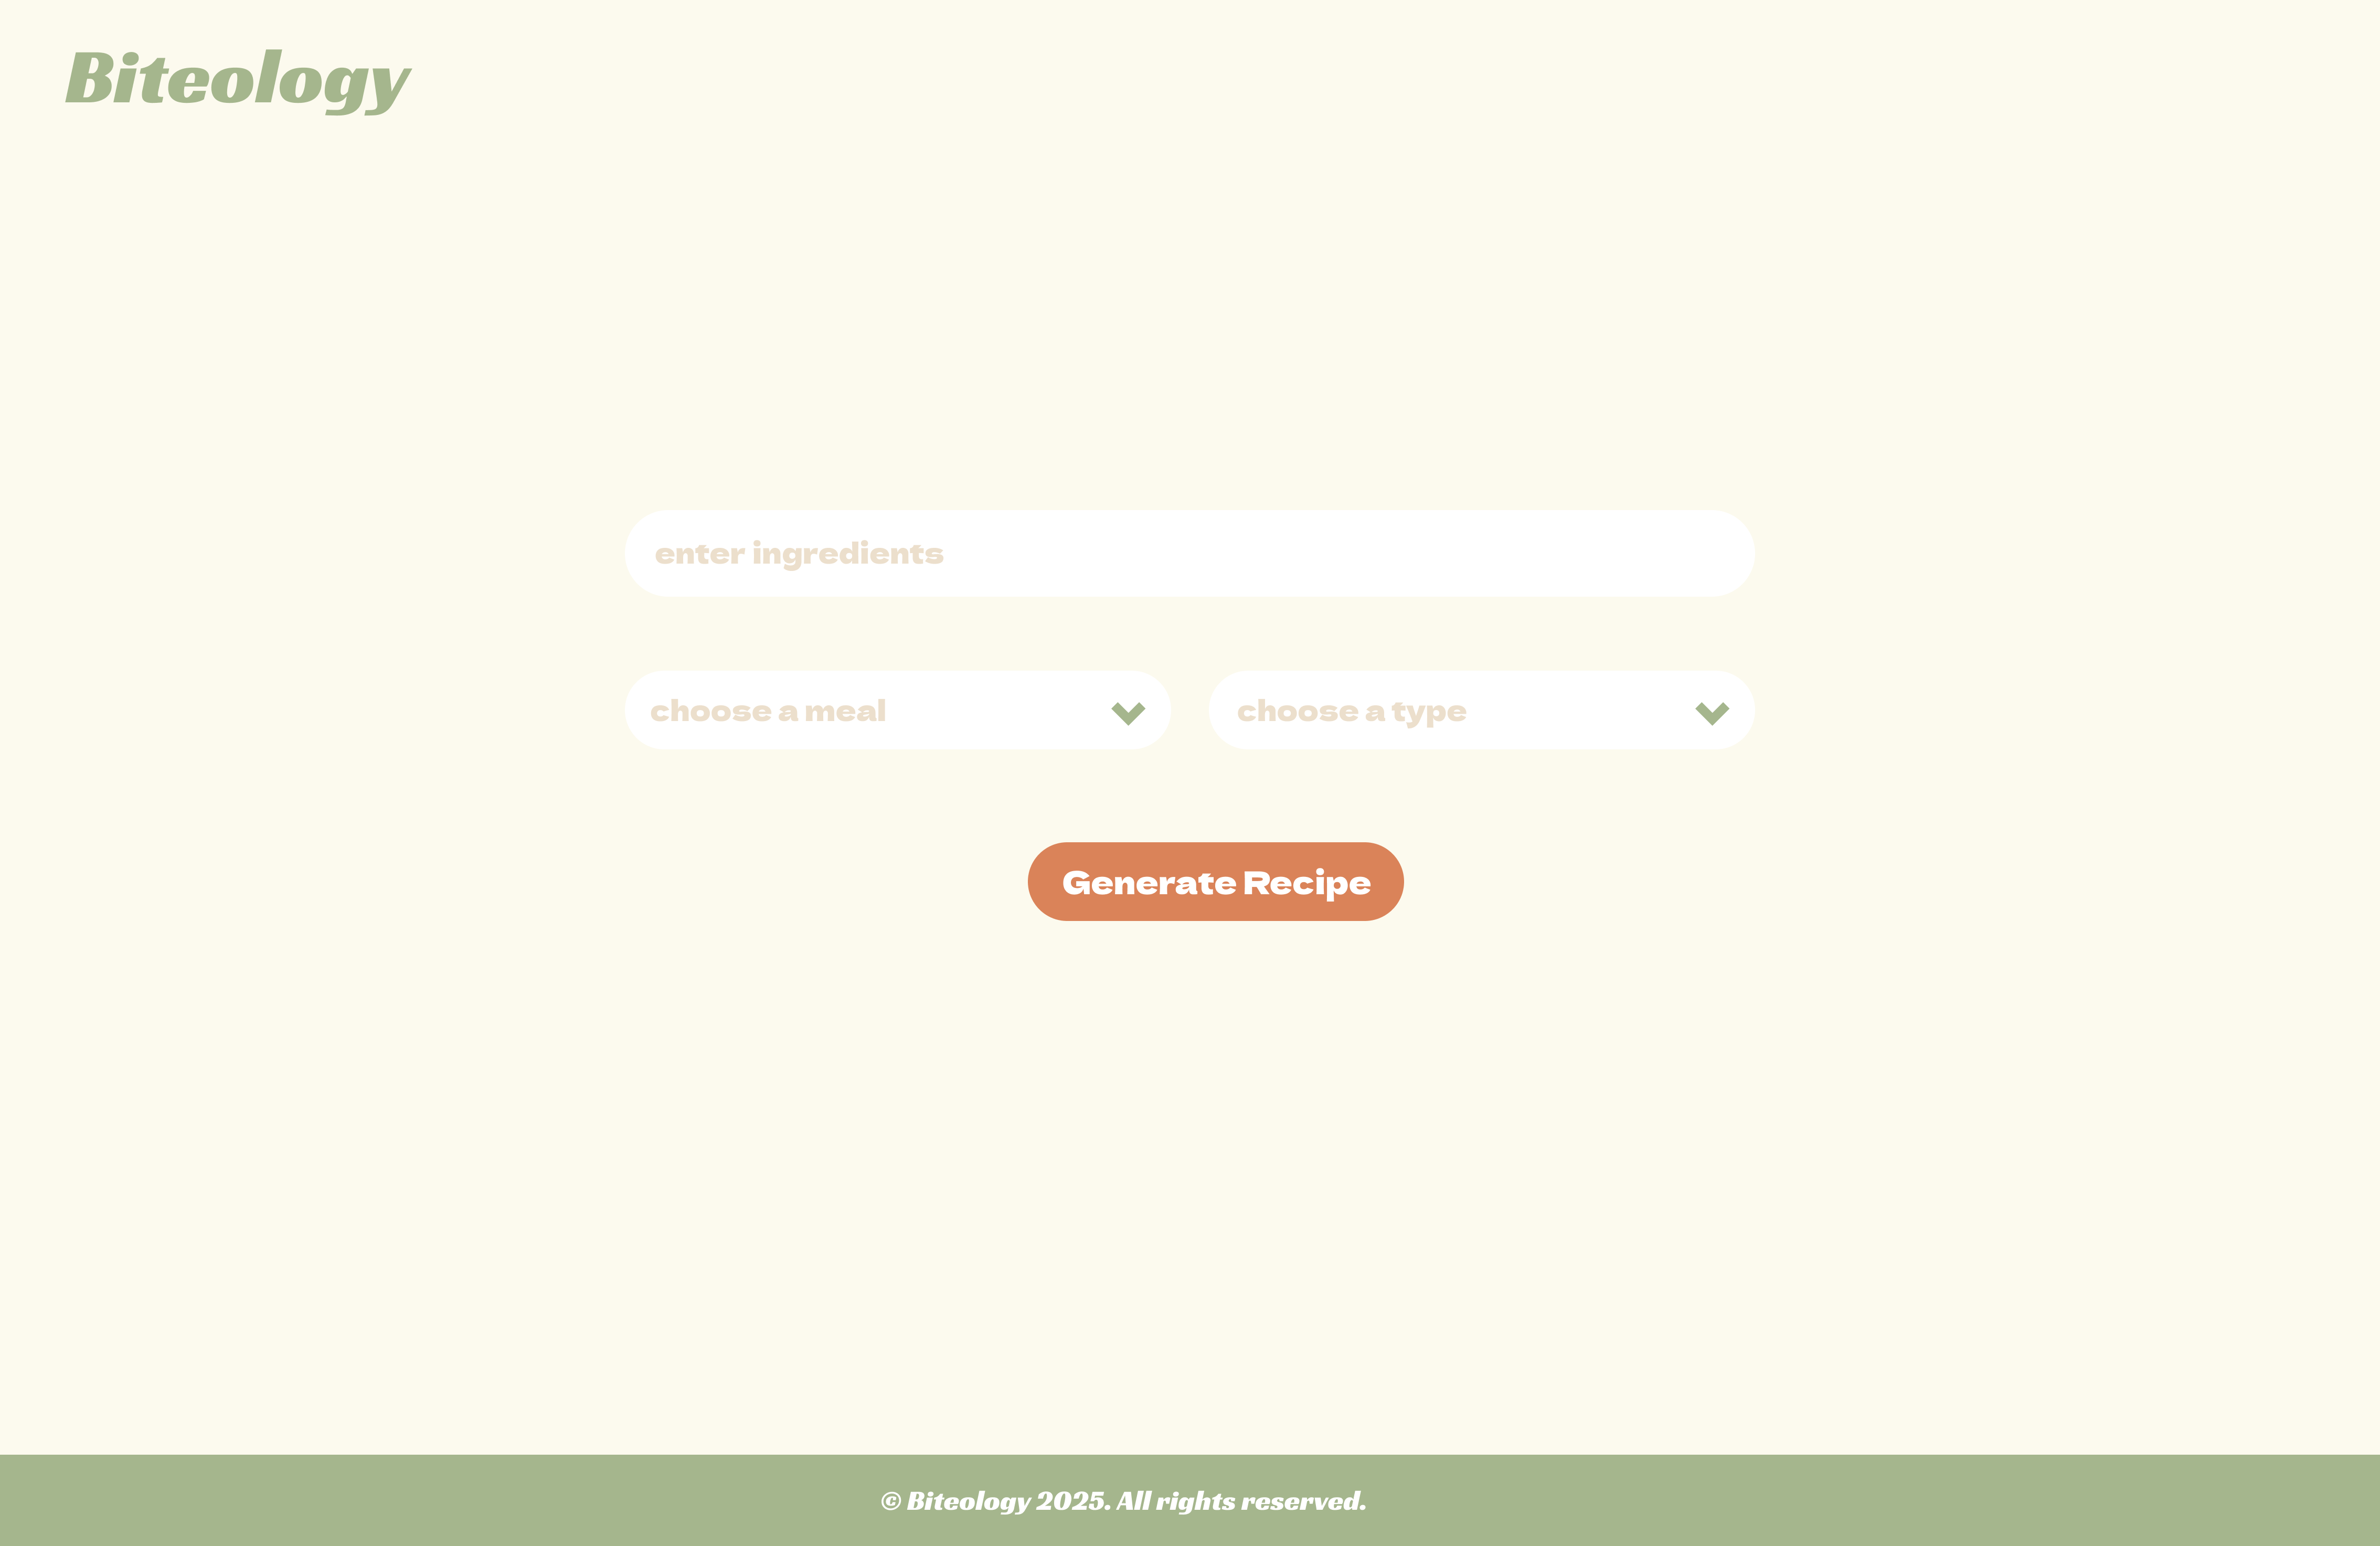 Biteology
enter ingredients
choose a meal
choose a type
Generate Recipe
© Biteology 2025. All rights reserved.